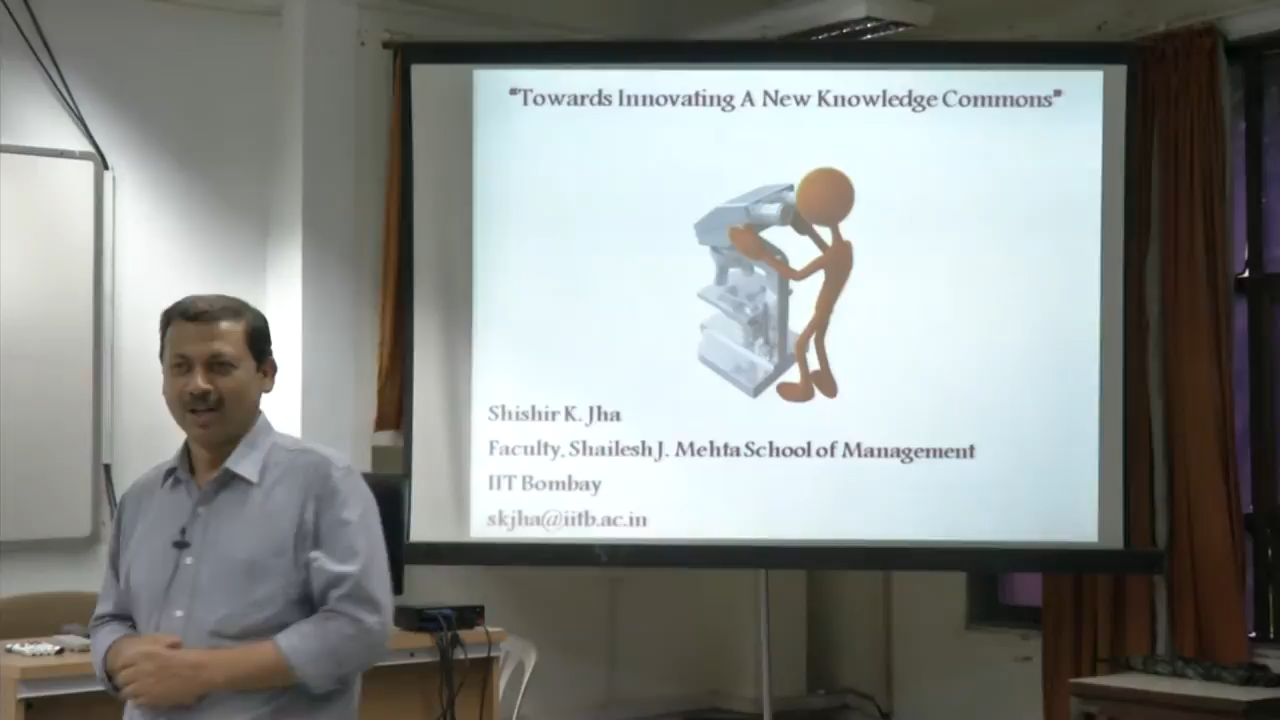 "Towards Innovating A New Knowledge Commons"
Shishir K. Jha
Faculty, Shailesh J. Mehta School of Management
IIT Bombay
skjha@iitb.ac.in